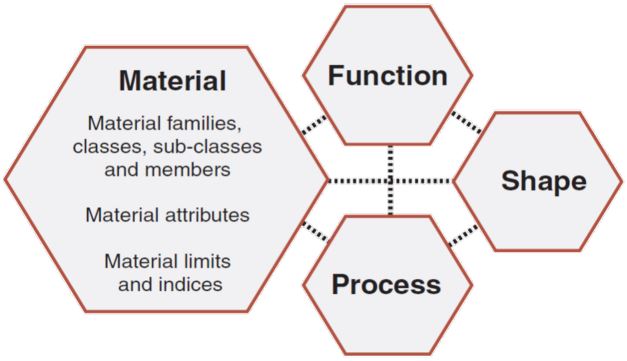 Material
Material families,
classes, sub-classes
and members
Material attributes
Material limits
and indices
Function
Shape
Process